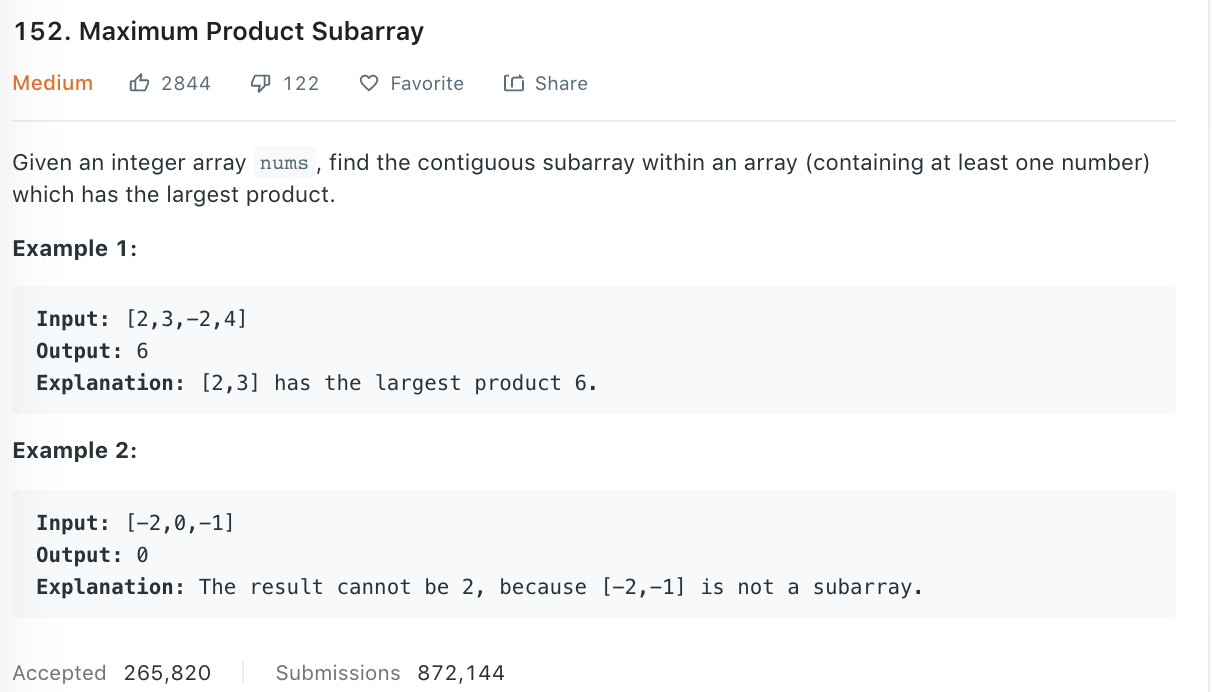 152. Maximum Product Subarray
Medium 2844 122 Favorite Share
Given an integer array nums, find the contiguous subarray within an array (containing at least one number)
which has the largest product.
Example 1:
Input: [2,3,-2,4]
Output: 6
Explanation: [2,3] has the largest product 6.
Example 2:
Input: [-2,0,-1]
Output: 0
Explanation: The result cannot be 2, because [-2,-1] is not a subarray.
Accepted 265,820 Submissions 872,144